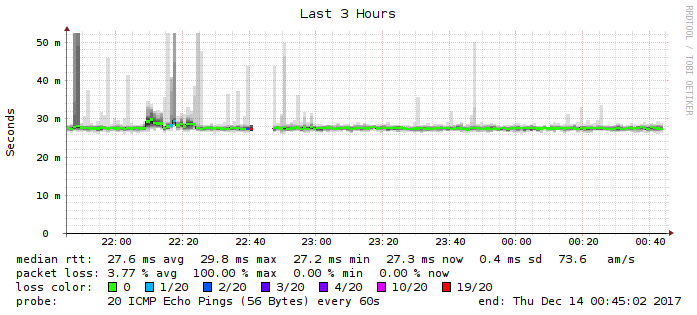 Last 3 Hours
RRDTOOL / TOBI OETIKER
Seconds
50 m
40 m
30 m
20 m
10 m
0
22:00 22:20 22:40 23:00 23:20 23:40 00:00 00:20 00:40
median rtt: 27.6 ms avg 29.8 ms max 27.2 ms min 27.3 ms now 0.4 ms sd 73.6 am/s
packet loss: 3.77 % avg 100.00 % max 0.00 % min 0.00 % now
loss color: 0 1/20 2/20 3/20 4/20 10/20 19/20
probe: 20 ICMP Echo Pings (56 Bytes) every 60s end: Thu Dec 14 00:45:02 2017